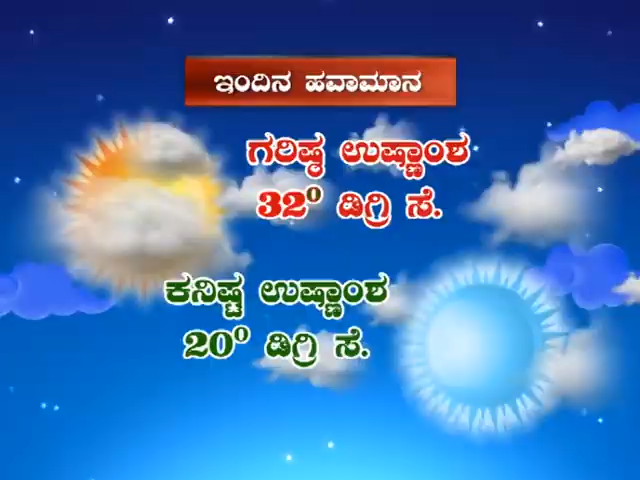 ಇಂದಿನ ಹವಾಮಾನ
ಗರಿಷ್ಠ ಉಷ್ಣಾಂಶ
32⁰ ಡಿಗ್ರಿ ಸೆ.
ಕನಿಷ್ಟ ಉಷ್ಣಾಂಶ
20⁰ ಡಿಗ್ರಿ ಸೆ.